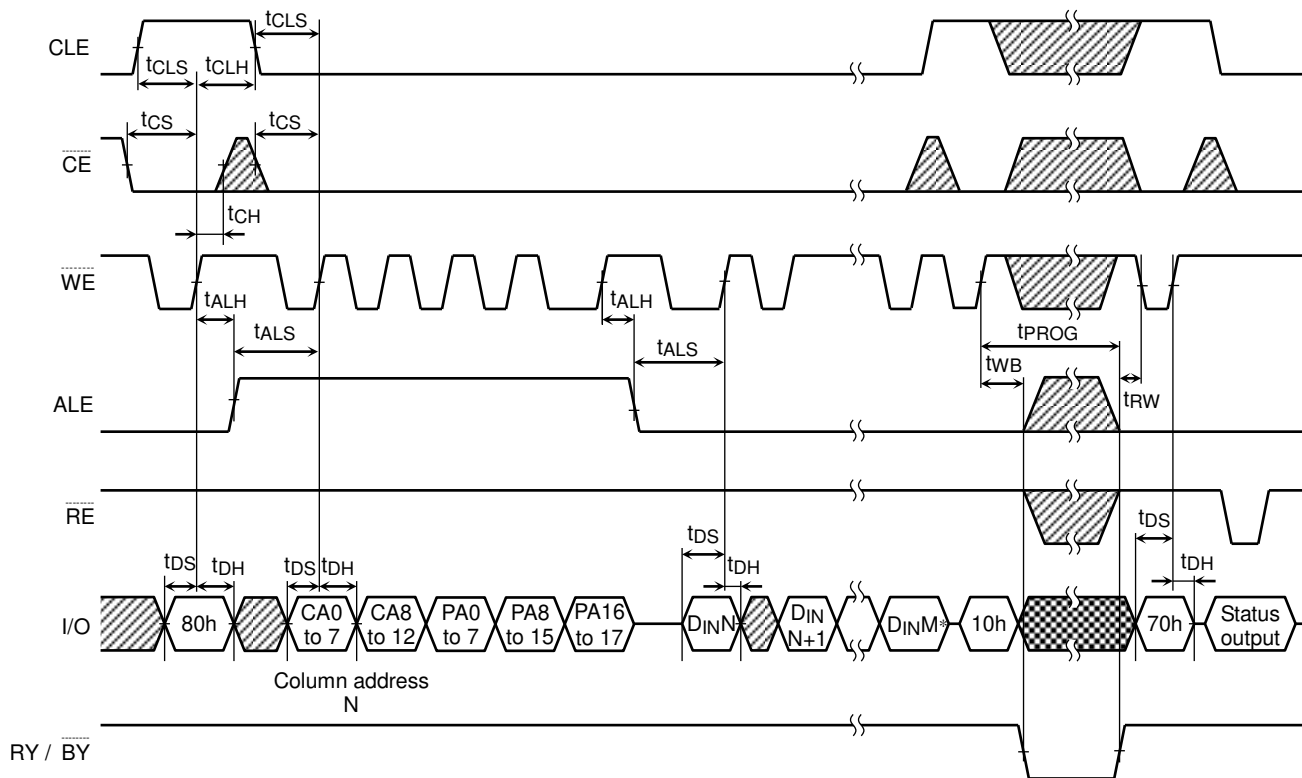 tCLS
CLE
tCLS
tCLH
tCS
tCS
CE
tCH
WE
tALH
tALH
tALS
tPROG
tALS
tWB
tRW
ALE
RE
tDS
tDS
tDS
tDH
tDS
tDH
tDH
tDH
I/O
80h
CA0
to 7
CA8
to 12
PA0
to 7
PA8
to 15
PA16
to 17
DINN
DIN
N+1
DINM*
10h
70h
Status
output
Column address
N
RY / BY